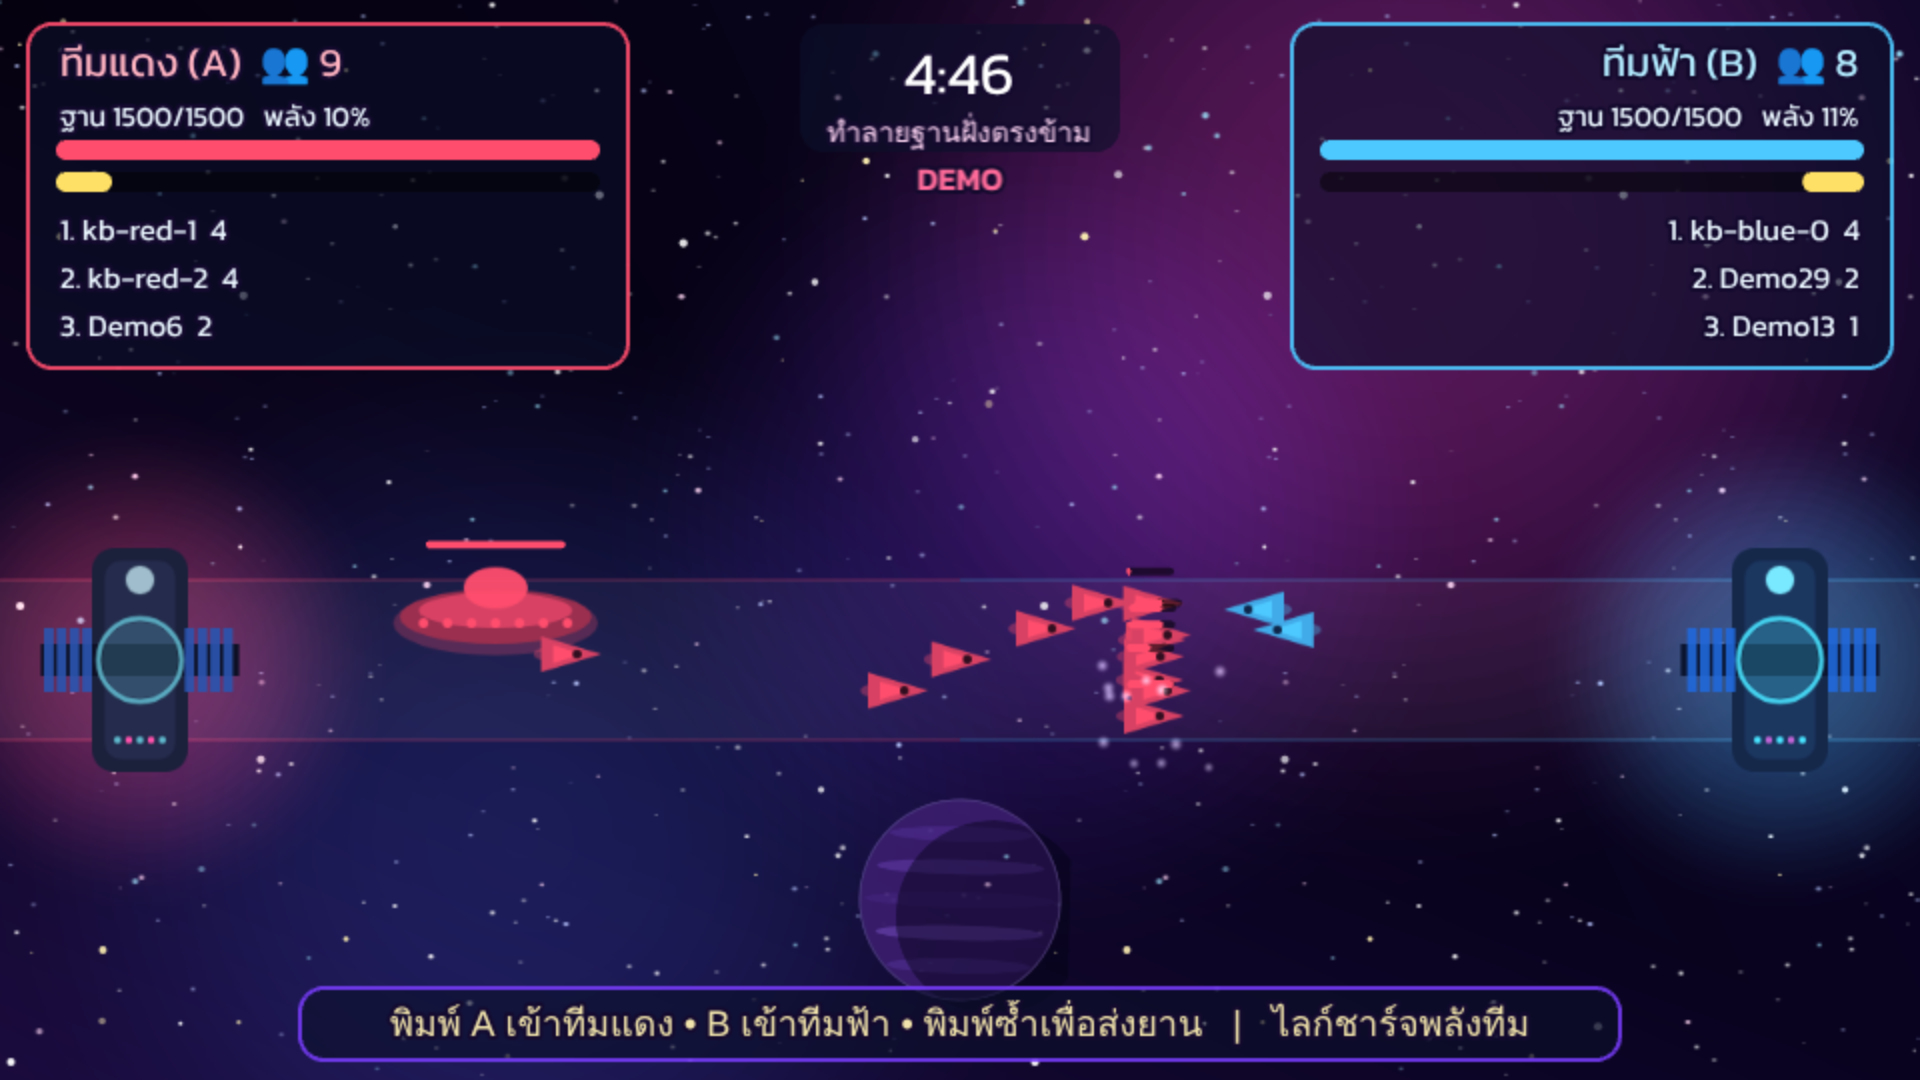 ทีมแดง (A) 👥 9
ฐาน 1500/1500 พลัง 10%
1. kb-red-1 4
2. kb-red-2 4
3. Demo6 2
4:46
ทำลายฐานฝั่งตรงข้าม
DEMO
ทีมฟ้า (B) 👥 8
ฐาน 1500/1500 พลัง 11%
1. kb-blue-0 4
2. Demo29 2
3. Demo13 1
พิมพ์ A เข้าทีมแดง • B เข้าทีมฟ้า • พิมพ์ซ้ำเพื่อส่งยาน | ไลก์ชาร์จพลังทีม